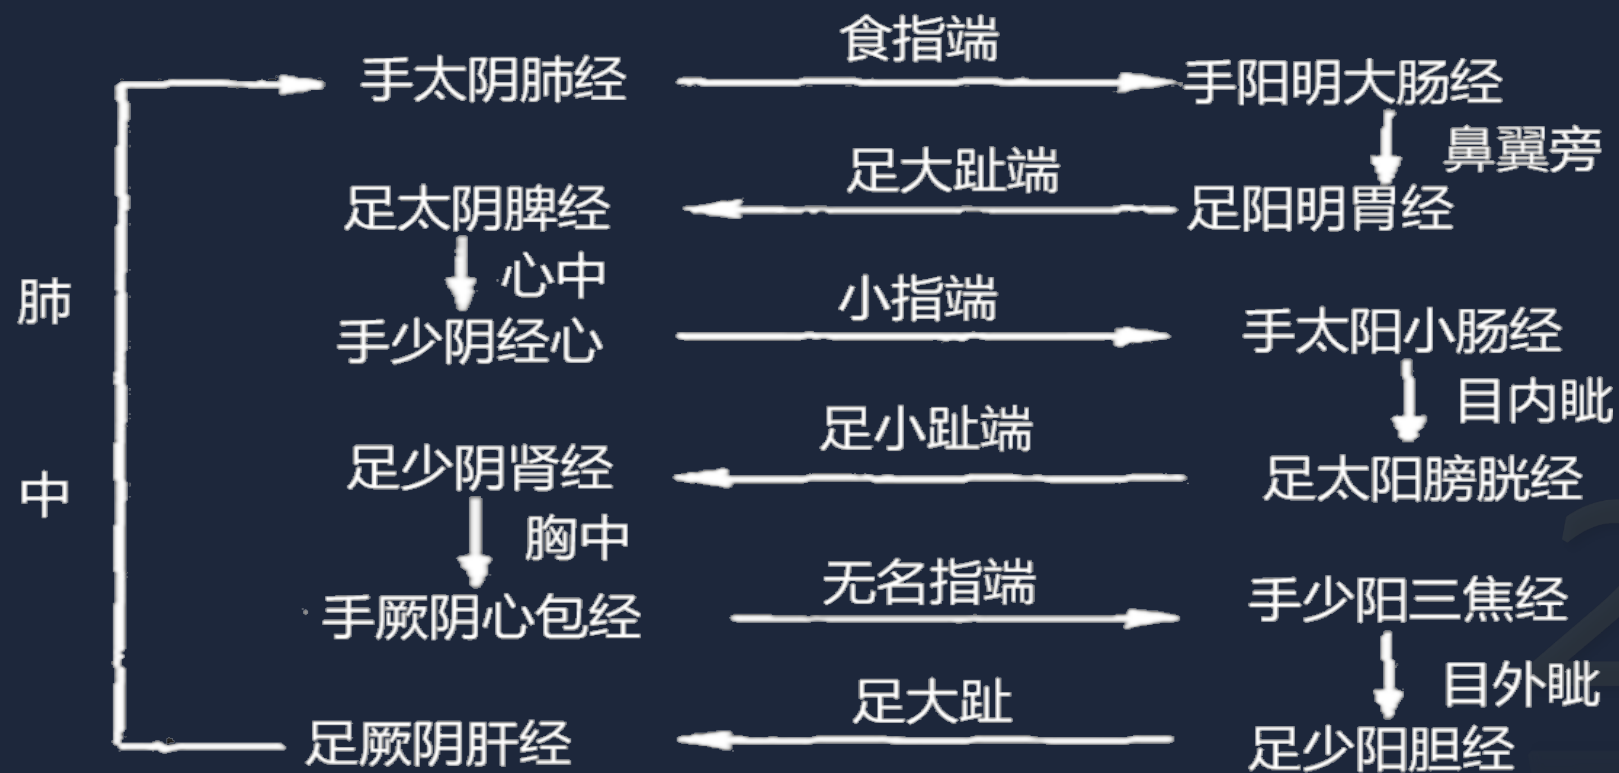 食指端
手太阴肺经 手阳明大肠经
鼻翼旁
足大趾端
足太阴脾经 足阳明胃经
心中
小指端
肺
手少阴经心 手太阳小肠经
目内眦
足小趾端
足少阴肾经 足太阳膀胱经
中
胸中
无名指端
手厥阴心包经 手少阳三焦经
目外眦
足大趾
足厥阴肝经 足少阳胆经